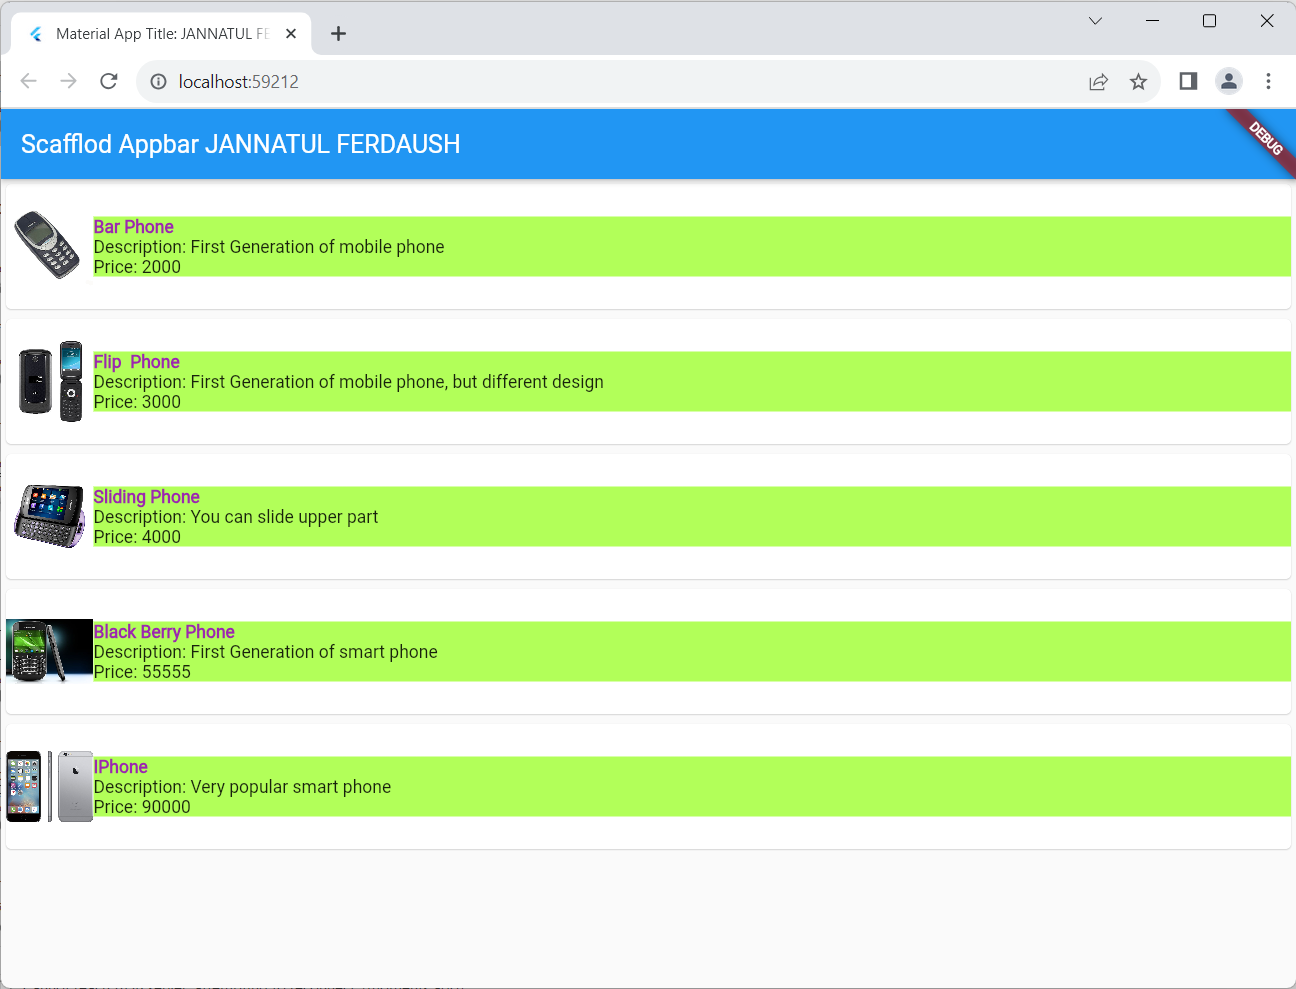 Material App Title: JANNATUL FE
localhost:59212
Scafflod Appbar JANNATUL FERDAUSH
DEBUG
Bar Phone
Description: First Generation of mobile phone
Price: 2000
Flip  Phone
Description: First Generation of mobile phone, but different design
Price: 3000
Sliding Phone
Description: You can slide upper part
Price: 4000
Black Berry Phone
Description: First Generation of smart phone
Price: 55555
IPhone
Description: Very popular smart phone
Price: 90000